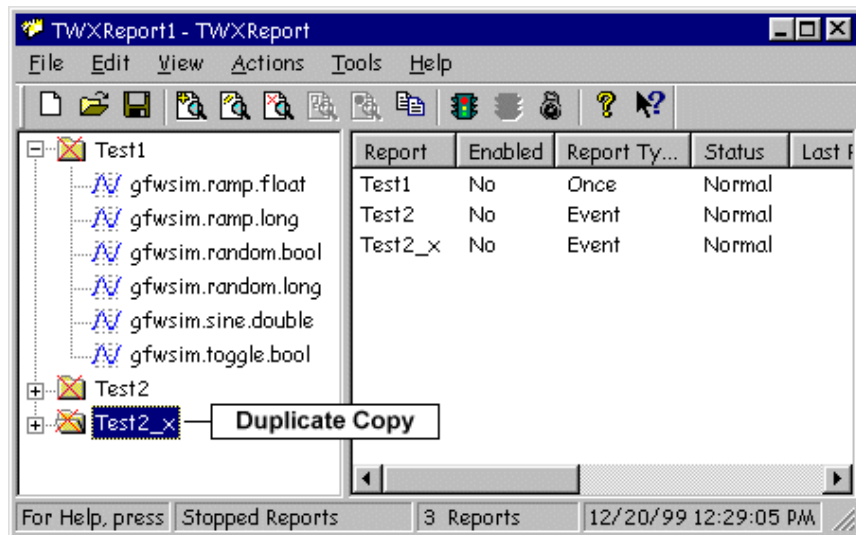 TWXReport1 - TWXReport
File Edit View Actions Tools Help
Test1
gfwsim.ramp.float
gfwsim.ramp.long
gfwsim.random.bool
gfwsim.random.long
gfwsim.sine.double
gfwsim.toggle.bool
Test2
Test2_x
Duplicate Copy
Report Enabled Report Ty... Status Last
Test1 No Once Normal
Test2 No Event Normal
Test2_x No Event Normal
For Help, press Stopped Reports 3 Reports 12/20/99 12:29:05 PM